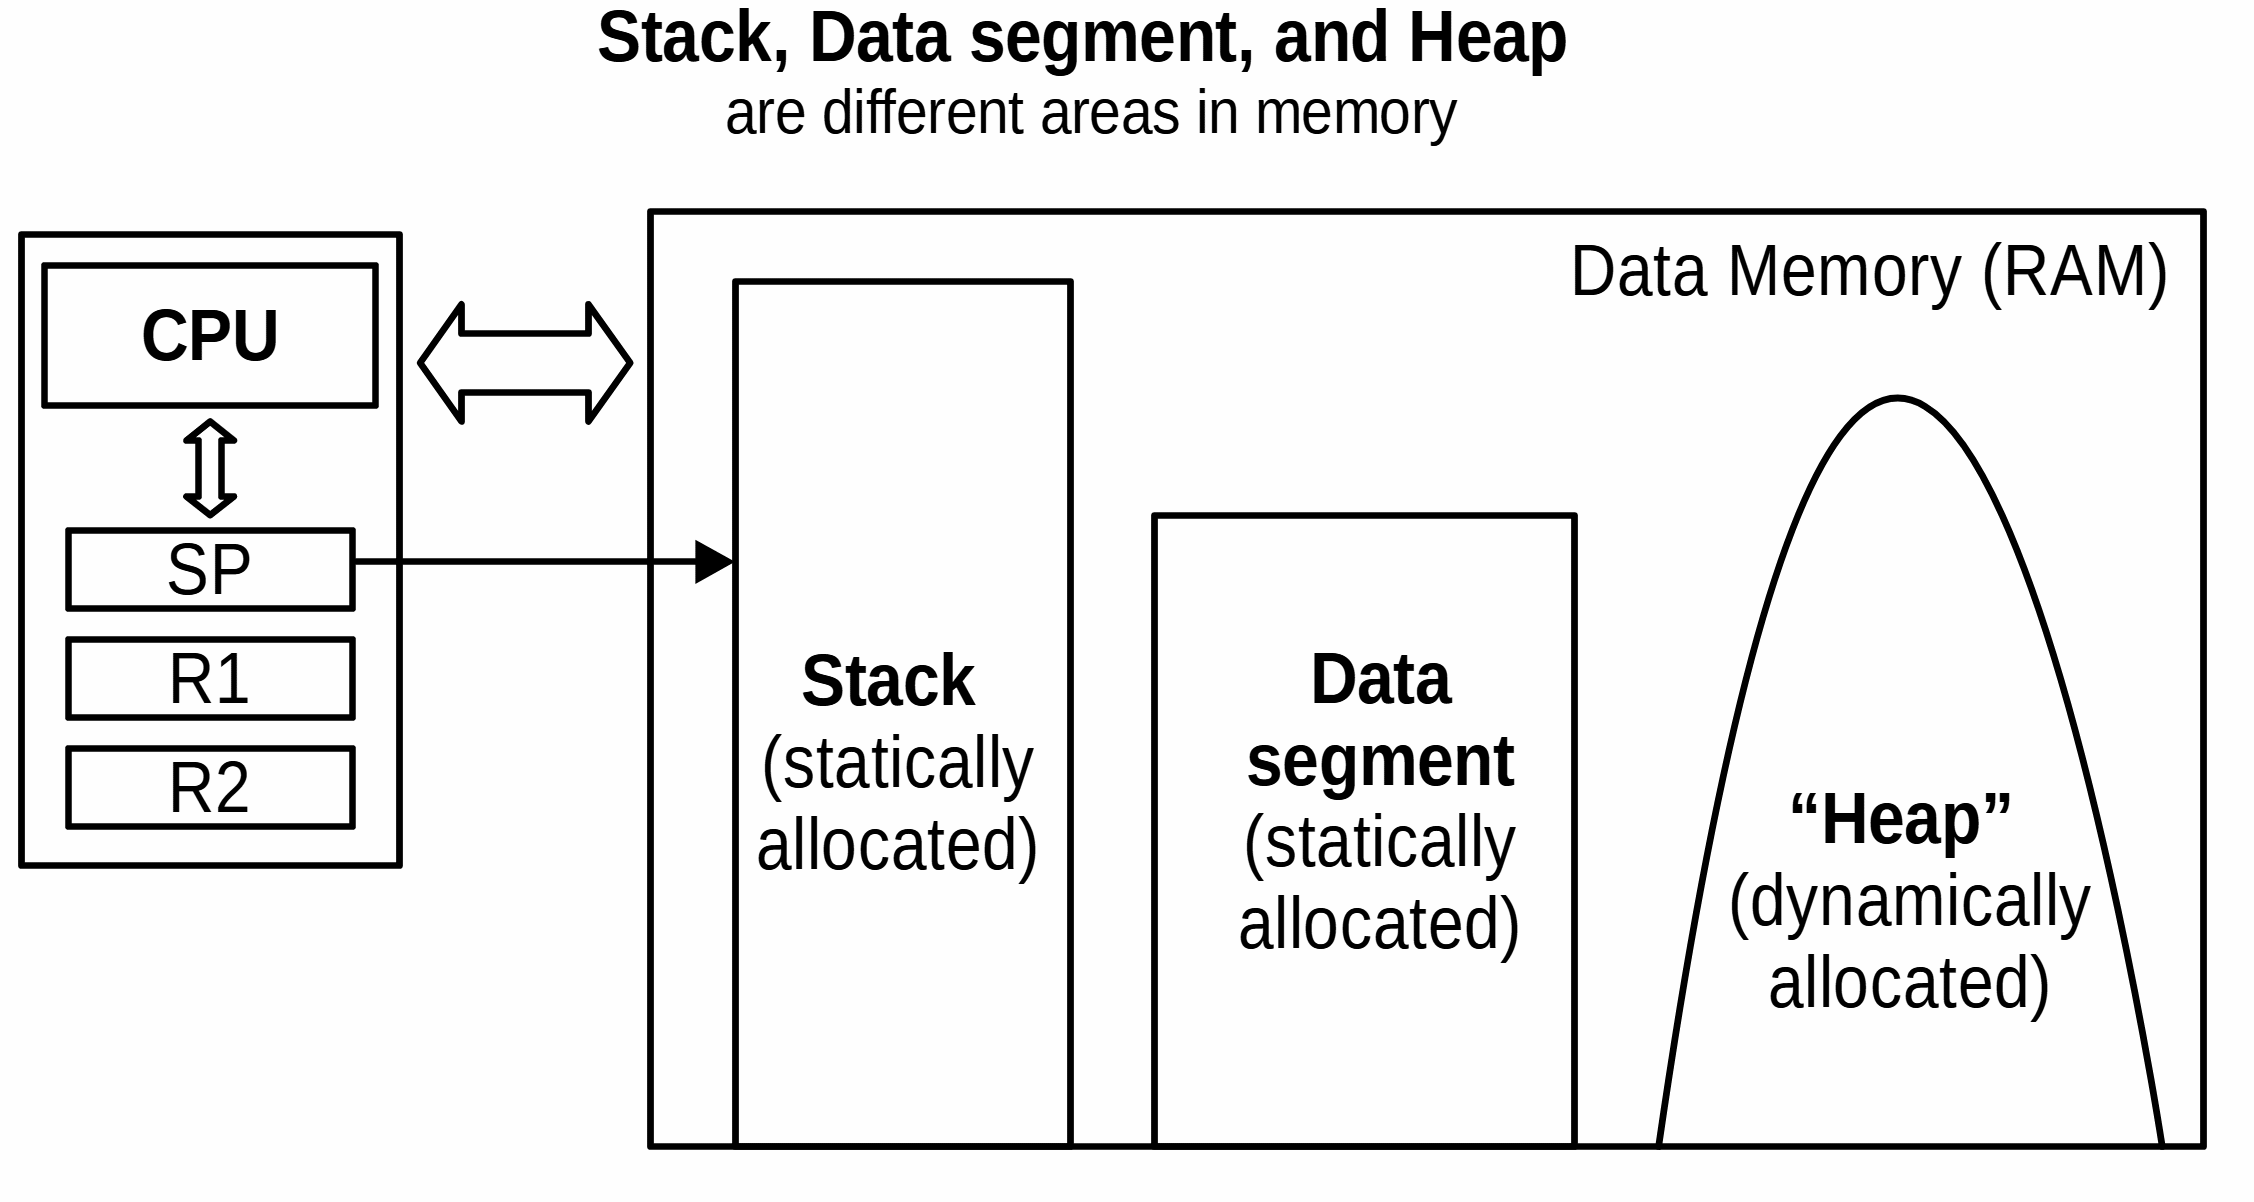 Stack, Data segment, and Heap
are different areas in memory
CPU
SP
R1
R2
Data Memory (RAM)
Stack
(statically
allocated)
Data
segment
(statically
allocated)
“Heap”
(dynamically
allocated)